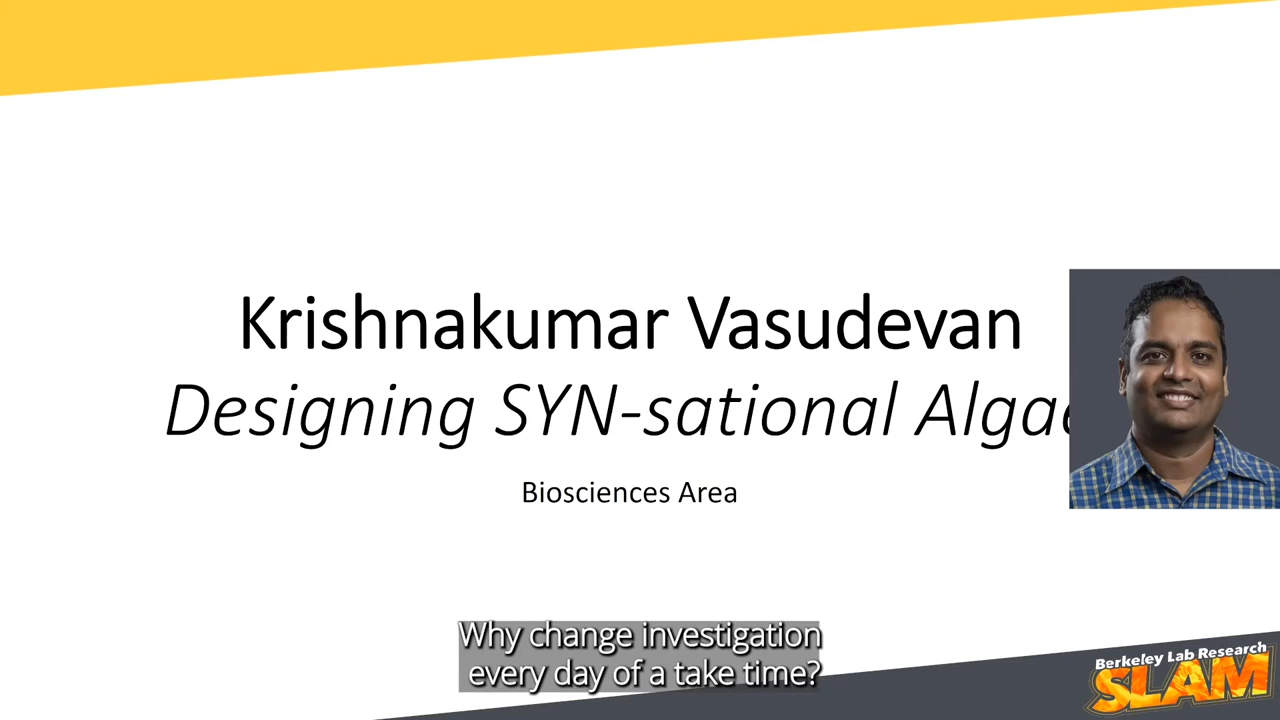 Krishnakumar Vasudevan
Designing SYN-sational Algae
Biosciences Area
Why change investigation
every day of a take time?
Berkeley Lab Research
SLAM